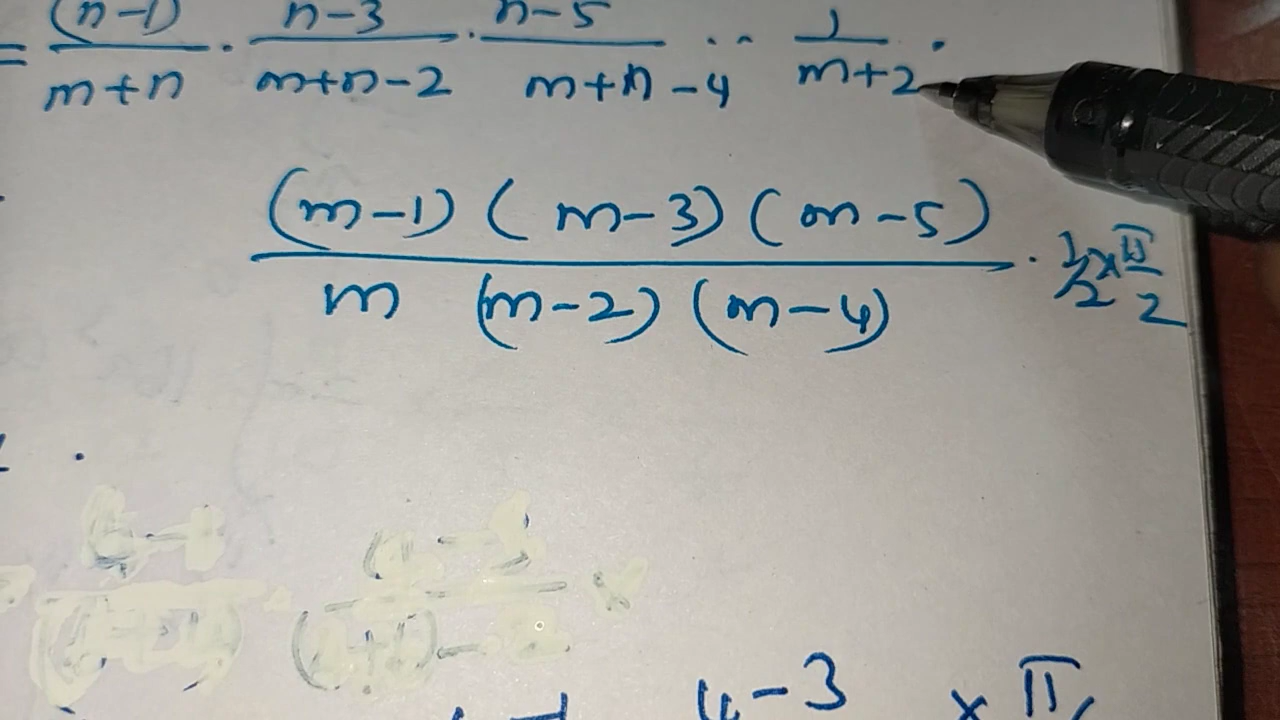 = (n-1)/(m+n) · (n-3)/(m+n-2) · (n-5)/(m+n-4) ··· 1/(m+2) ·
(m-1)(m-3)(m-5)/(m(m-2)(m-4)) · 1/2 × π/2
4-3 × π/